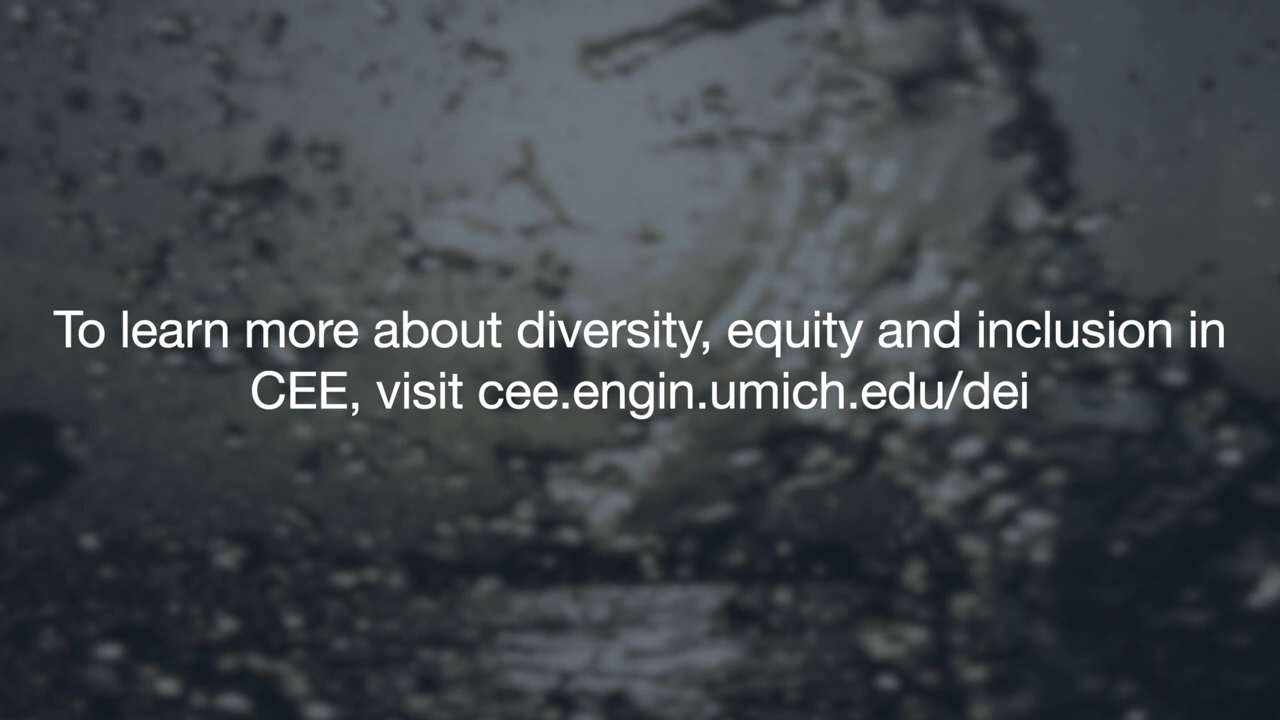 To learn more about diversity, equity and inclusion in
CEE, visit cee.engin.umich.edu/dei